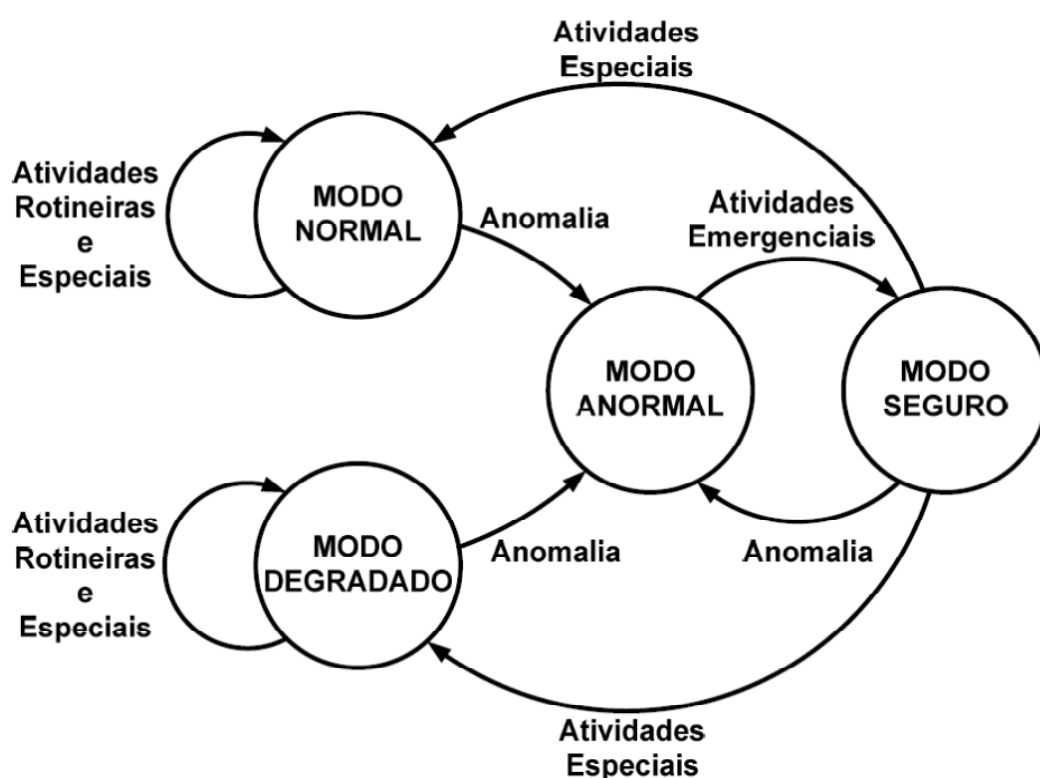 Atividades
Especiais
Atividades
Rotineiras
e
Especiais
MODO
NORMAL
Anomalia
Atividades
Emergenciais
MODO
ANORMAL
MODO
SEGURO
Atividades
Rotineiras
e
Especiais
MODO
DEGRADADO
Anomalia
Anomalia
Atividades
Especiais